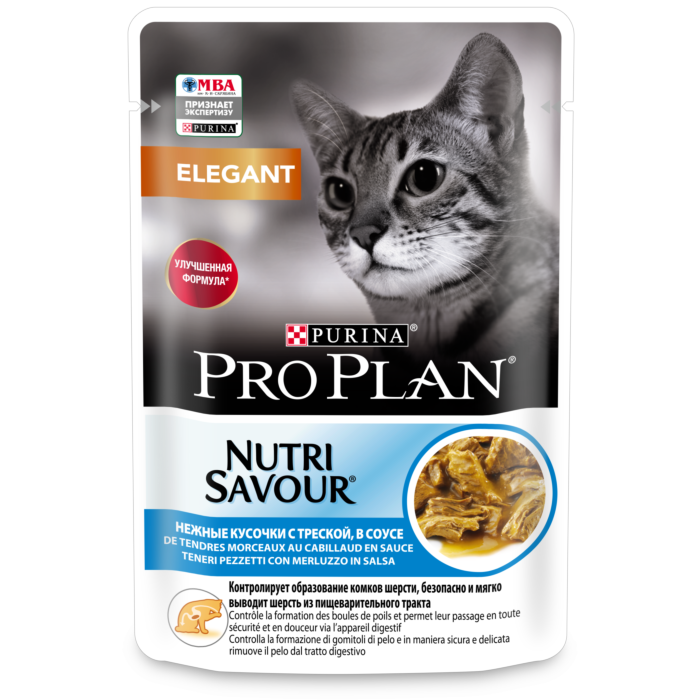 МВА
ПРИЗНАЕТ
ЭКСПЕРТИЗУ
PURINA
ELEGANT
УЛУЧШЕННАЯ
ФОРМУЛА*
PURINA®
PRO PLAN®
NUTRI
SAVOUR®
НЕЖНЫЕ КУСОЧКИ С ТРЕСКОЙ, В СОУСЕ
DE TENDRES MORCEAUX AU CABILLAUD EN SAUCE
TENERI PEZZETTI CON MERLUZZO IN SALSA
Контролирует образование комков шерсти, безопасно и мягко
выводит шерсть из пищеварительного тракта
Contrôle la formation des boules de poils et permet leur passage en toute
sécurité et en douceur via l'appareil digestif
Controlla la formazione di gomitoli di pelo e in maniera sicura e delicata
rimuove il pelo dal tratto digestivo